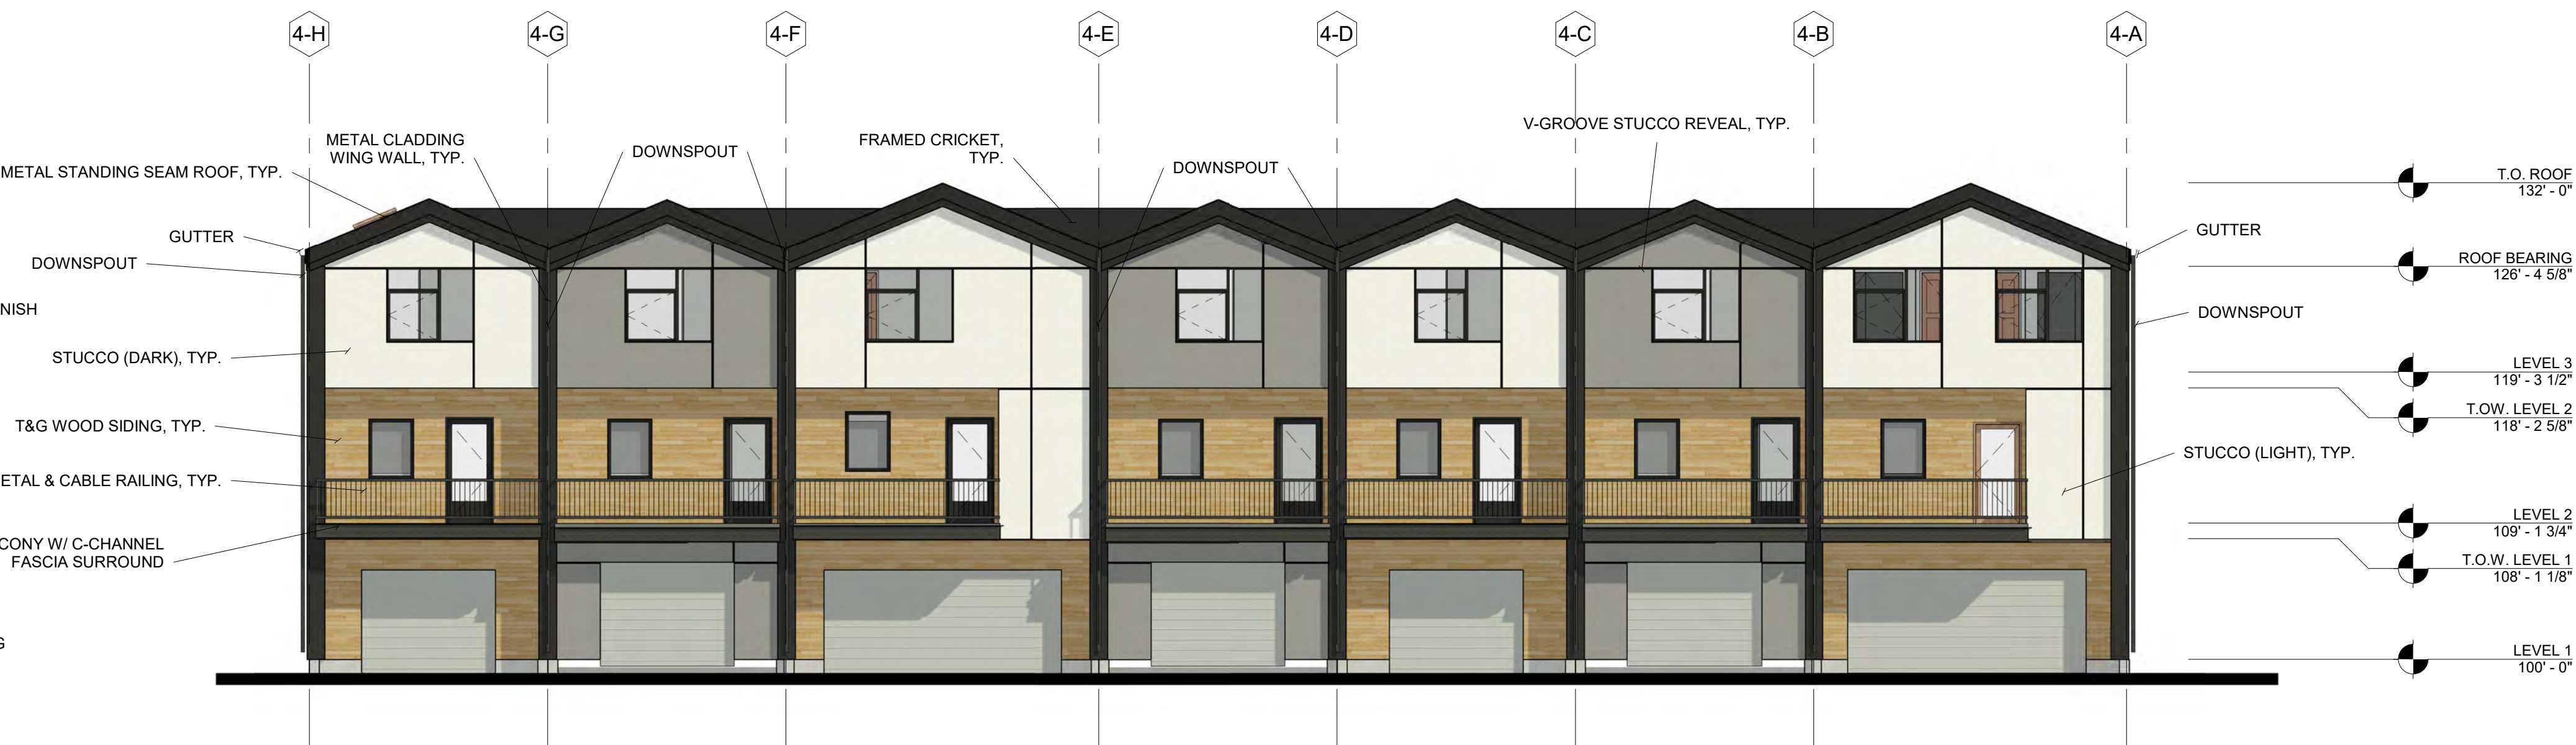 4-H
4-G
4-F
4-E
4-D
4-C
4-B
4-A
METAL CLADDING
WING WALL, TYP.
DOWNSPOUT
FRAMED CRICKET,
TYP.
DOWNSPOUT
V-GROOVE STUCCO REVEAL, TYP.
METAL STANDING SEAM ROOF, TYP.
GUTTER
DOWNSPOUT
NISH
STUCCO (DARK), TYP.
T&G WOOD SIDING, TYP.
ETAL & CABLE RAILING, TYP.
CONY W/ C-CHANNEL
FASCIA SURROUND
G
GUTTER
DOWNSPOUT
STUCCO (LIGHT), TYP.
T.O. ROOF
132' - 0"
ROOF BEARING
126' - 4 5/8"
LEVEL 3
119' - 3 1/2"
T.OW. LEVEL 2
118' - 2 5/8"
LEVEL 2
109' - 1 3/4"
T.O.W. LEVEL 1
108' - 1 1/8"
LEVEL 1
100' - 0"